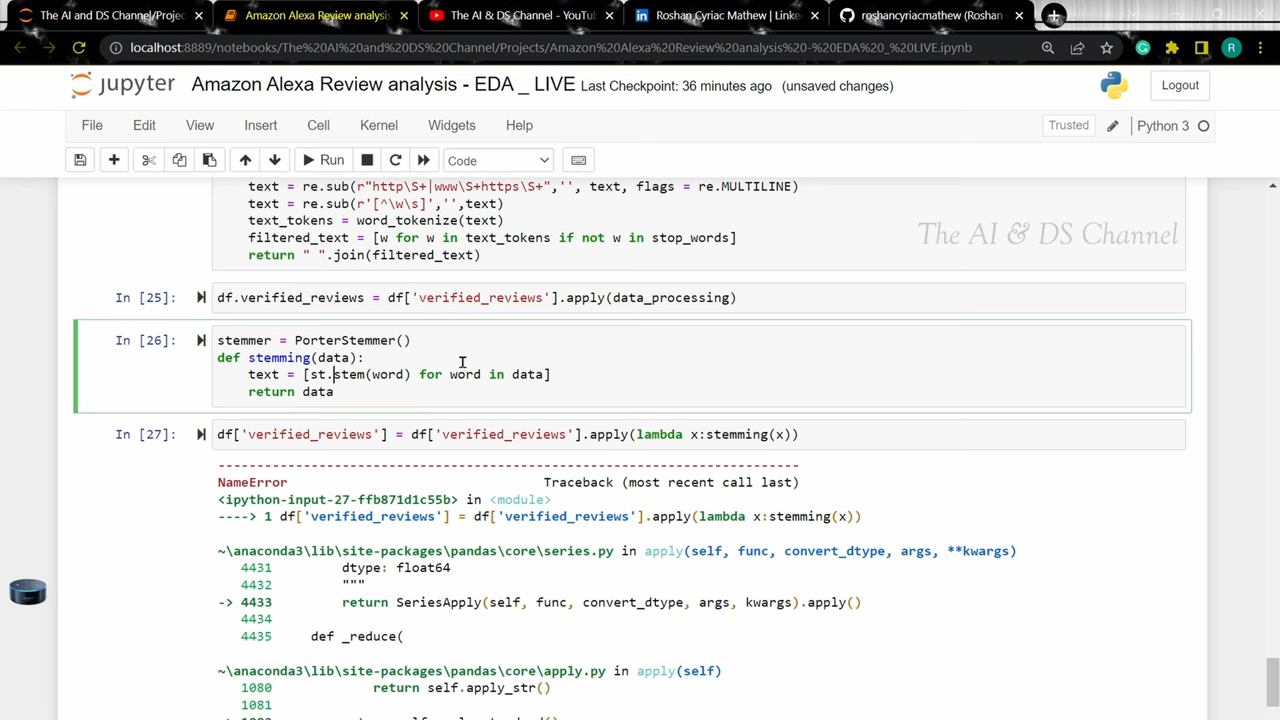 The AI and DS Channel/Projec
Amazon Alexa Review analysis
The AI & DS Channel - YouTu
Roshan Cyriac Mathew | Linke
roshancyriacmathew (Roshan
localhost:8889/notebooks/The%20AI%20and%20DS%20Channel/Projects/Amazon%20Alexa%20Review%20analysis%20-%20EDA%20_%20LIVE.ipynb
R
jupyter Amazon Alexa Review analysis - EDA _ LIVE Last Checkpoint: 36 minutes ago (unsaved changes)
Logout
File Edit View Insert Cell Kernel Widgets Help
Trusted
Python 3
Run
Code
text = re.sub(r"http\S+|www\S+https\S+",'', text, flags = re.MULTILINE)
text = re.sub(r'[^\w\s]','',text)
text_tokens = word_tokenize(text)
filtered_text = [w for w in text_tokens if not w in stop_words]
return " ".join(filtered_text)
The AI & DS Channel
In [25]: df.verified_reviews = df['verified_reviews'].apply(data_processing)
In [26]: stemmer = PorterStemmer()
def stemming(data):
text = [st.stem(word) for word in data]
return data
In [27]: df['verified_reviews'] = df['verified_reviews'].apply(lambda x:stemming(x))
---------------------------------------------------------------------------
NameError Traceback (most recent call last)
<ipython-input-27-ffb871d1c55b> in <module>
----> 1 df['verified_reviews'] = df['verified_reviews'].apply(lambda x:stemming(x))
~\anaconda3\lib\site-packages\pandas\core\series.py in apply(self, func, convert_dtype, args, **kwargs)
4431 dtype: float64
4432 """
-> 4433 return SeriesApply(self, func, convert_dtype, args, kwargs).apply()
4434
4435 def _reduce(
~\anaconda3\lib\site-packages\pandas\core\apply.py in apply(self)
1080 return self.apply_str()
1081